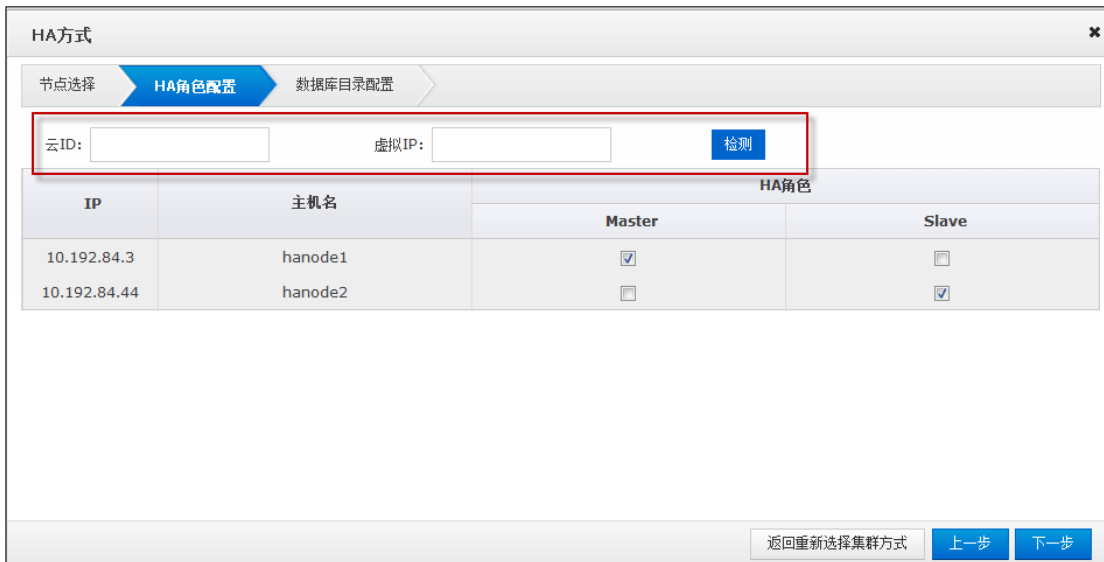 HA方式
节点选择 HA角色配置 数据库目录配置
云ID: 虚拟IP: 检测
IP 主机名 HA角色
Master Slave
10.192.84.3 hanode1
10.192.84.44 hanode2
返回重新选择集群方式 上一步 下一步